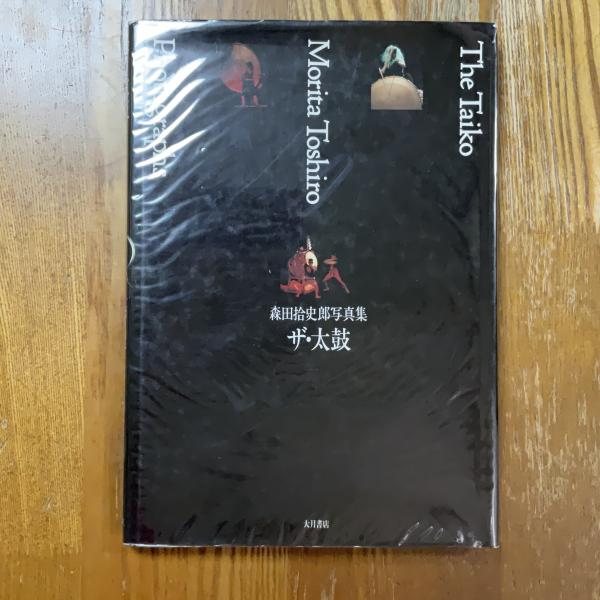 The Taiko
Morita Toshiro
Photographs
森田拾史郎写真集
ザ・太鼓
大月書店